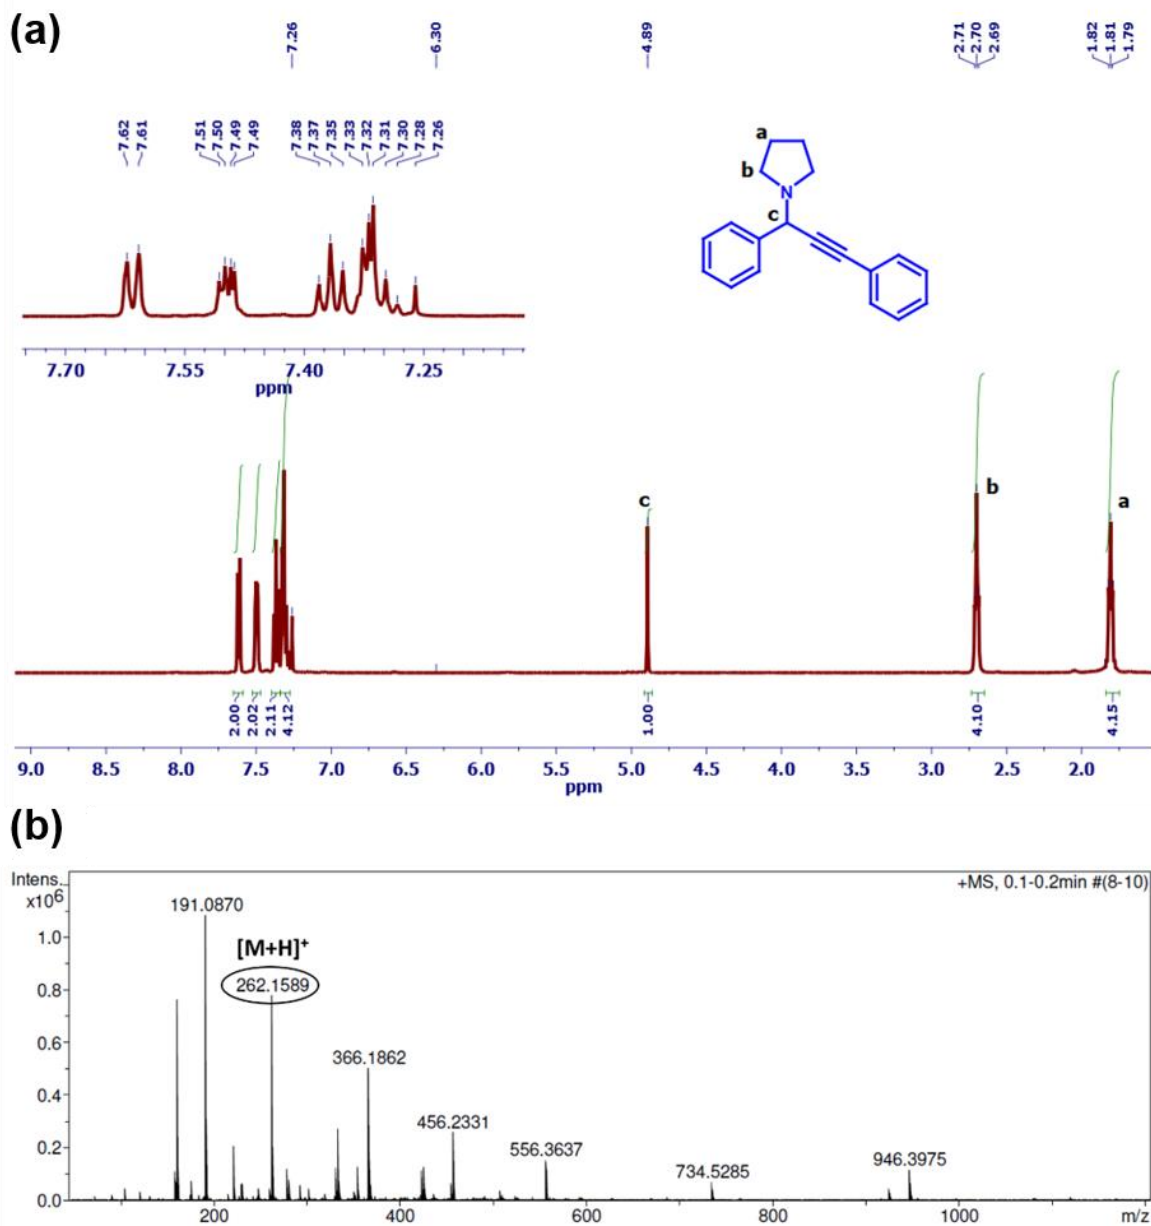 (a)
7.26
6.30
4.89
2.71
2.70
2.69
1.82
1.81
1.79
7.62
7.61
7.51
7.50
7.49
7.49
7.38
7.37
7.35
7.33
7.32
7.31
7.30
7.28
7.26
a
b
N
c
7.70 7.55 7.40 7.25
ppm
c
b
a
2.00
2.02
2.11
4.12
1.00
4.10
4.15
9.0 8.5 8.0 7.5 7.0 6.5 6.0 5.5 5.0 4.5 4.0 3.5 3.0 2.5 2.0
ppm
(b)
Intens.
x10⁶
+MS, 0.1-0.2min #(8-10)
191.0870
1.0
[M+H]⁺
262.1589
0.8
0.6
366.1862
0.4
456.2331
0.2
556.3637
734.5285
946.3975
0.0
200 400 600 800 1000 m/z